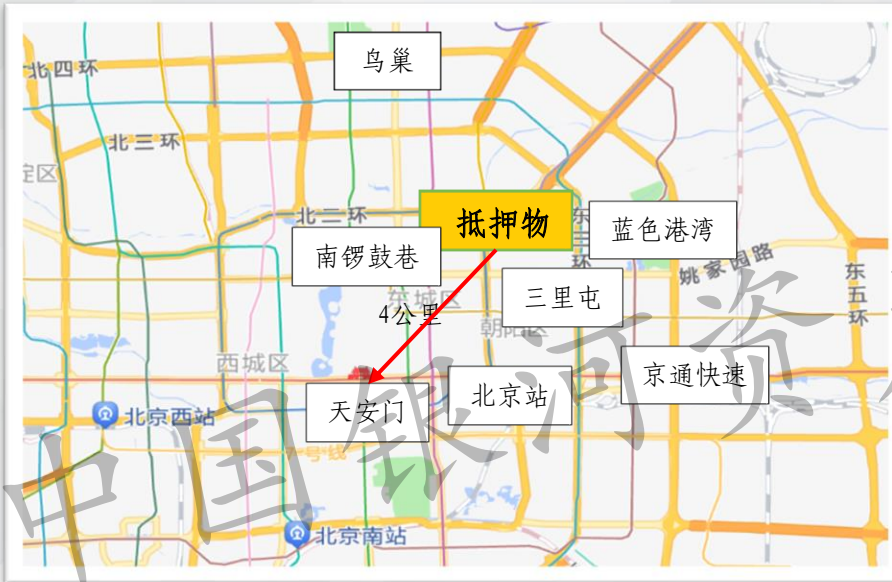 鸟巢
北四环
北三环
定区
北二环
抵押物
东三环
蓝色港湾
南锣鼓巷
姚家园路
东五环
三里屯
东城区
4公里
朝阳区
西城区
京通快速
北京站
天安门
北京西站
7号线
北京南站
中国银河资